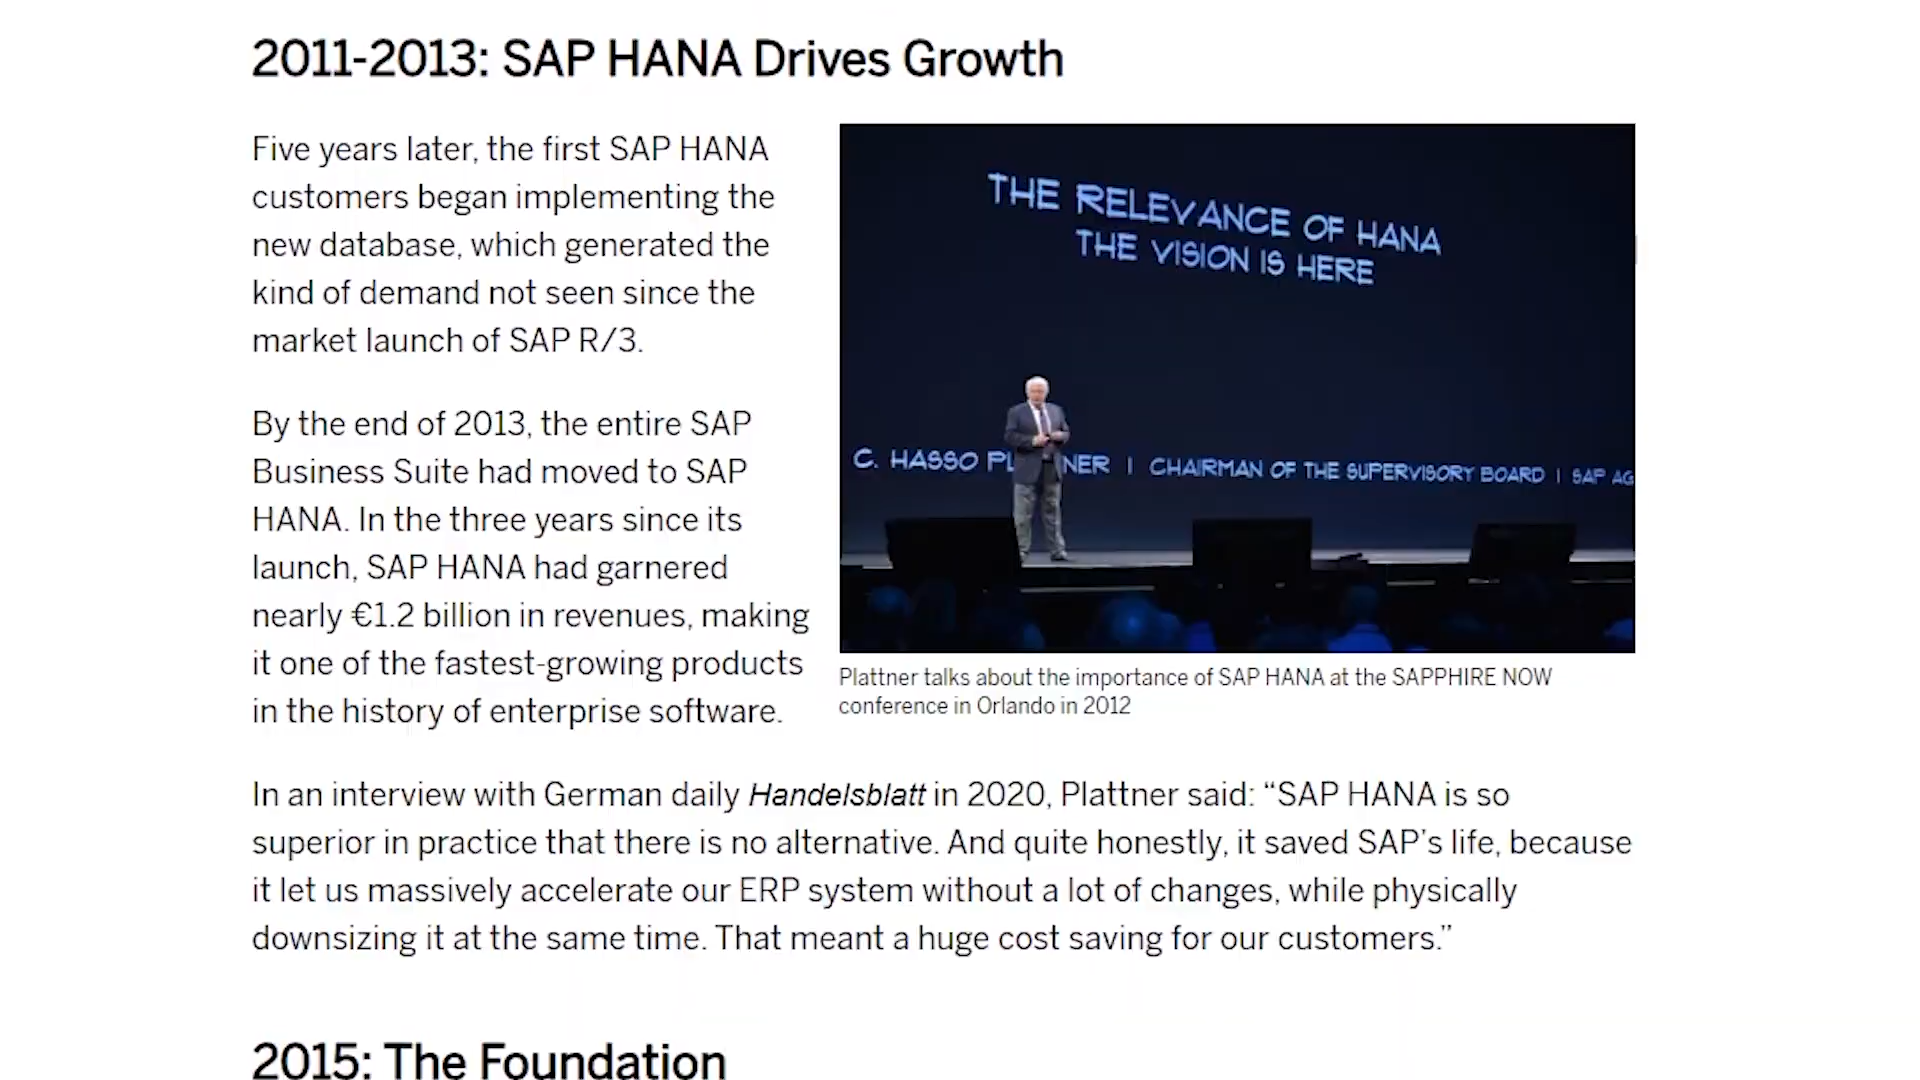 2011-2013: SAP HANA Drives Growth
Five years later, the first SAP HANA
customers began implementing the
new database, which generated the
kind of demand not seen since the
market launch of SAP R/3.
By the end of 2013, the entire SAP
Business Suite had moved to SAP
HANA. In the three years since its
launch, SAP HANA had garnered
nearly €1.2 billion in revenues, making
it one of the fastest-growing products
in the history of enterprise software.
THE RELEVANCE OF HANA
THE VISION IS HERE
C. HASSO PL NER | CHAIRMAN OF THE SUPERVISORY BOARD | SAP AG
Plattner talks about the importance of SAP HANA at the SAPPHIRE NOW
conference in Orlando in 2012
In an interview with German daily Handelsblatt in 2020, Plattner said: “SAP HANA is so
superior in practice that there is no alternative. And quite honestly, it saved SAP’s life, because
it let us massively accelerate our ERP system without a lot of changes, while physically
downsizing it at the same time. That meant a huge cost saving for our customers.”
2015: The Foundation